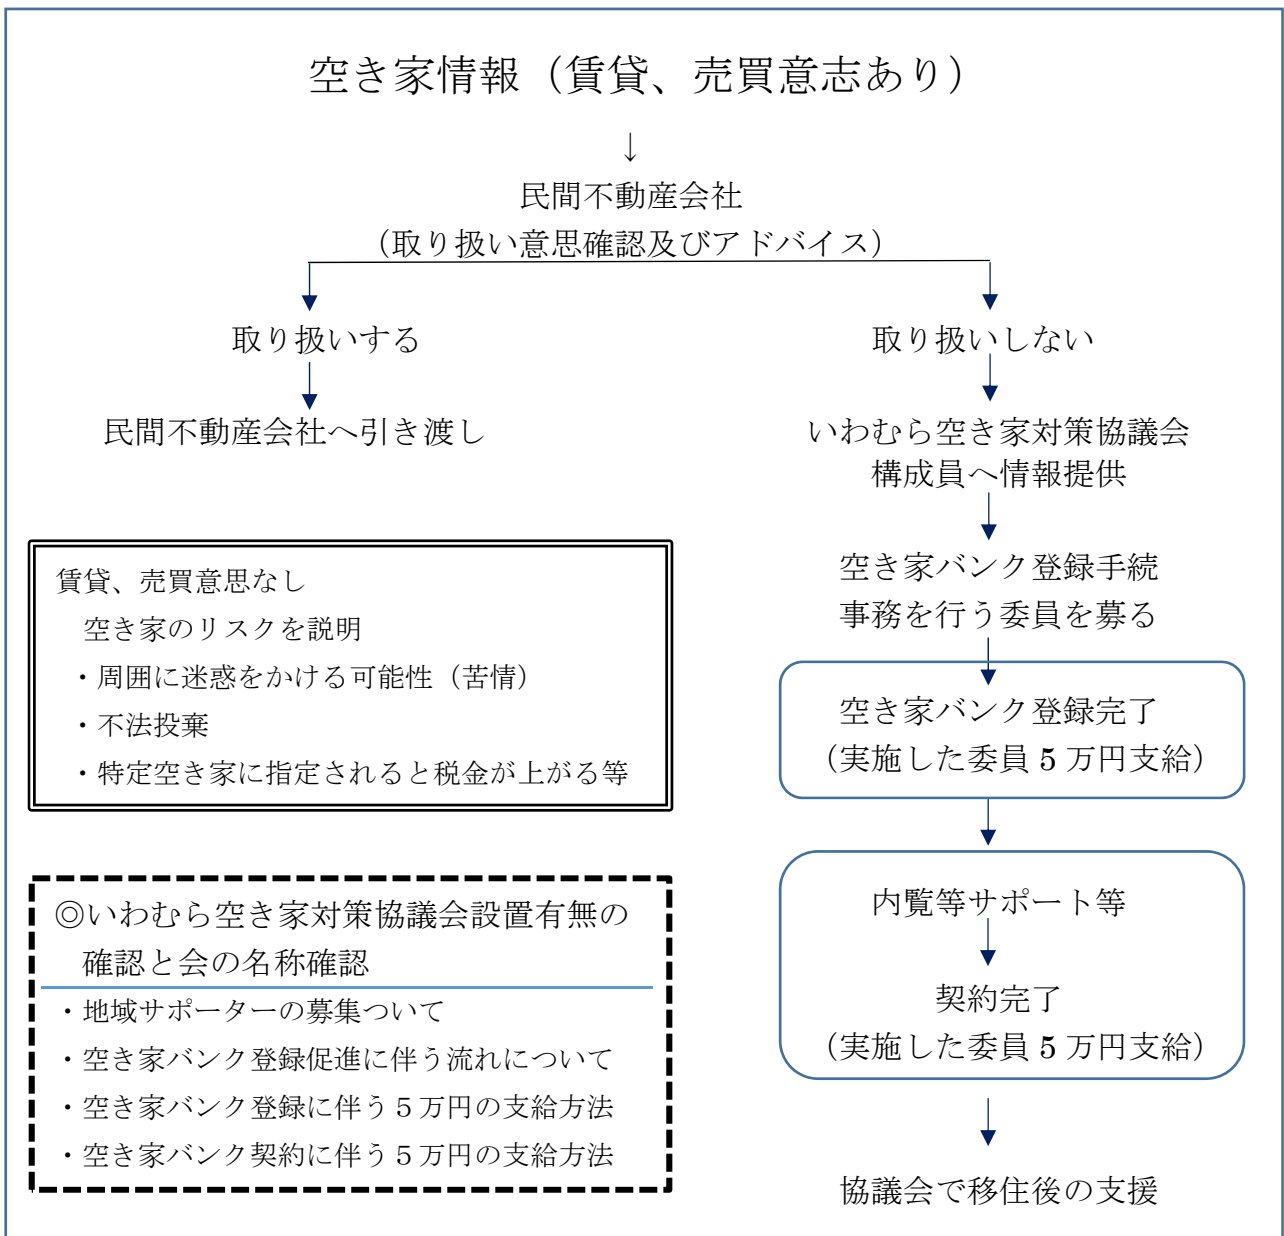 空き家情報（賃貸、売買意志あり）
↓
民間不動産会社
（取り扱い意思確認及びアドバイス）
取り扱いする
民間不動産会社へ引き渡し
取り扱いしない
いわむら空き家対策協議会
構成員へ情報提供
空き家バンク登録手続
事務を行う委員を募る
空き家バンク登録完了
（実施した委員 5 万円支給）
内覧等サポート等
契約完了
（実施した委員 5 万円支給）
協議会で移住後の支援
賃貸、売買意思なし
空き家のリスクを説明
・周囲に迷惑をかける可能性（苦情）
・不法投棄
・特定空き家に指定されると税金が上がる等
◎いわむら空き家対策協議会設置有無の
確認と会の名称確認
・地域サポーターの募集ついて
・空き家バンク登録促進に伴う流れについて
・空き家バンク登録に伴う５万円の支給方法
・空き家バンク契約に伴う５万円の支給方法